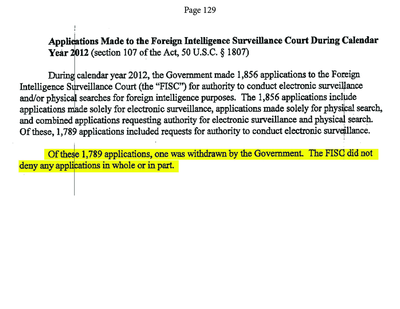 Page 129
Applications Made to the Foreign Intelligence Surveillance Court During Calendar
Year 2012 (section 107 of the Act, 50 U.S.C. § 1807)
During calendar year 2012, the Government made 1,856 applications to the Foreign
Intelligence Surveillance Court (the “FISC”) for authority to conduct electronic surveillance
and/or physical searches for foreign intelligence purposes. The 1,856 applications include
applications made solely for electronic surveillance, applications made solely for physical search,
and combined applications requesting authority for electronic surveillance and physical search.
Of these, 1,789 applications included requests for authority to conduct electronic surveillance.
Of these 1,789 applications, one was withdrawn by the Government. The FISC did not
deny any applications in whole or in part.